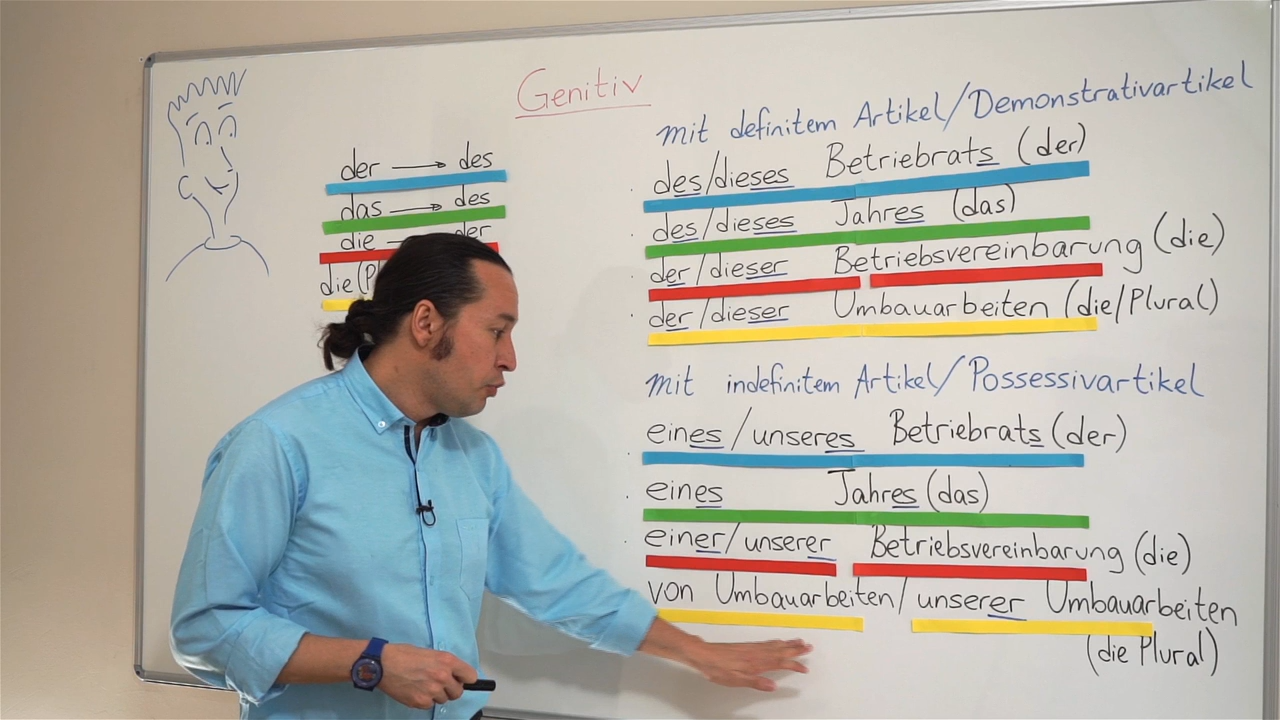 Genitiv
der → des
das → des
die → der
die (P
mit definitem Artikel/Demonstrativartikel
des/dieses Betriebrats (der)
des/dieses Jahres (das)
der/dieser Betriebsvereinbarung (die)
der/dieser Umbauarbeiten (die/Plural)
mit indefinitem Artikel/Possessivartikel
eines/unseres Betriebrats (der)
eines Jahres (das)
einer/unserer Betriebsvereinbarung (die)
von Umbauarbeiten/unserer Umbauarbeiten
(die Plural)